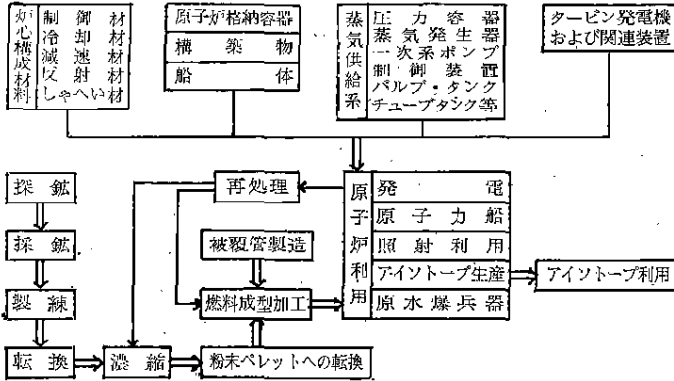 炉心構成材料
制御材
冷却材
減速材
反射材
しゃへい材
原子炉格納容器
構築物
船体
蒸気供給系
圧力容器
蒸気発生器
一次系ポンプ
制御装置
バルブ・タンク
チューブタンク等
タービン発電機
および関連装置
探鉱
採鉱
製練
転換
濃縮
再処理
被覆管製造
燃料成型加工
粉末ペレットへの転換
原子炉利用
発電
原子力船
照射利用
アイソトープ生産
原水爆兵器
アイソトープ利用